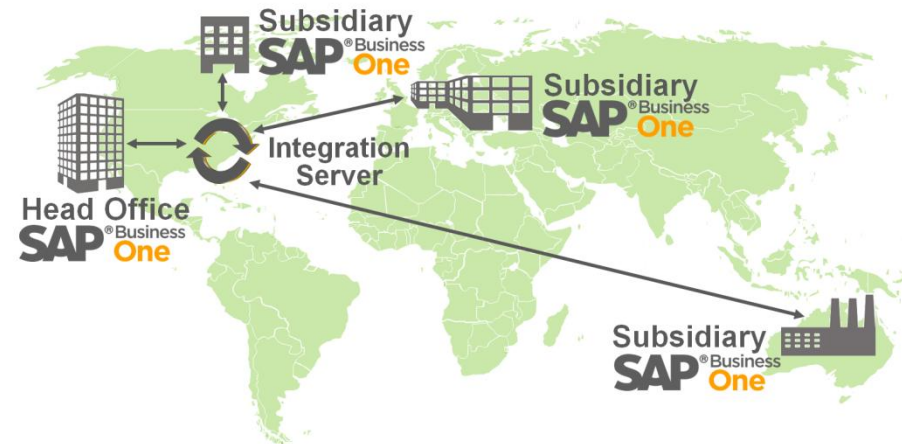 Subsidiary
SAP® Business One
Subsidiary
SAP® Business One
Integration
Server
Head Office
SAP® Business One
Subsidiary
SAP® Business One